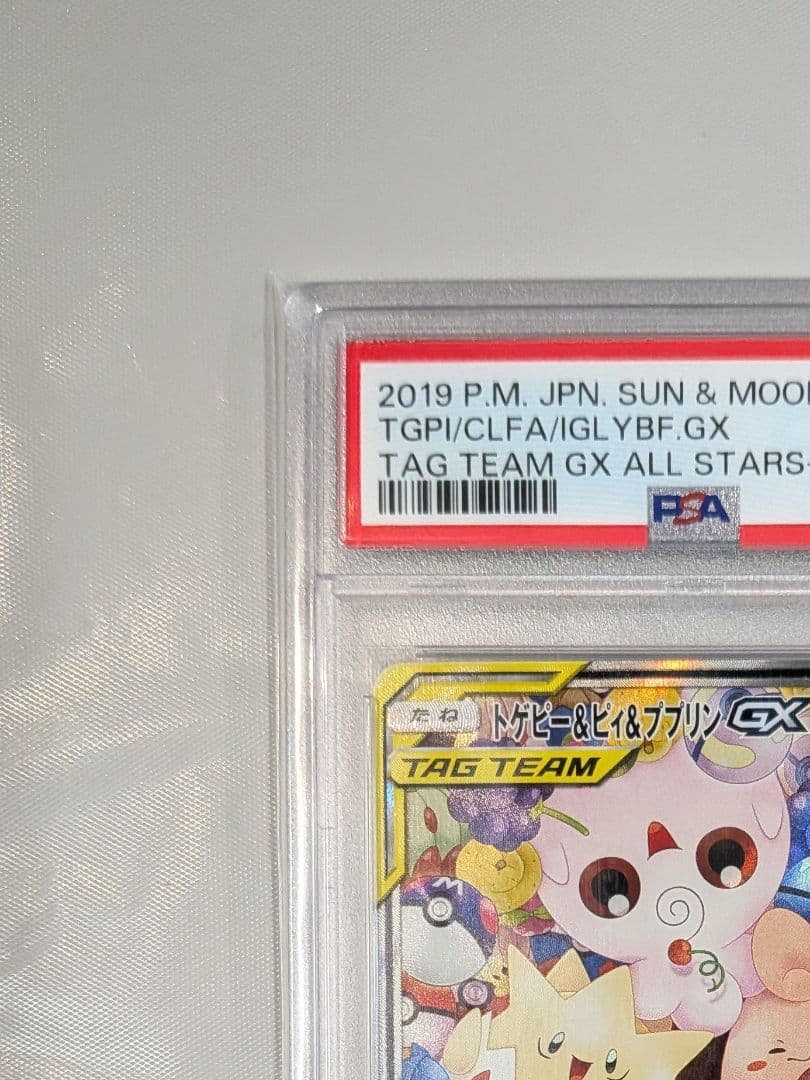 2019 P.M. JPN. SUN & MOO
TGPI/CLFA/IGLYBF.GX
TAG TEAM GX ALL STARS-
PSA
たね トゲピー&ピィ&ププリン GX
TAG TEAM
M